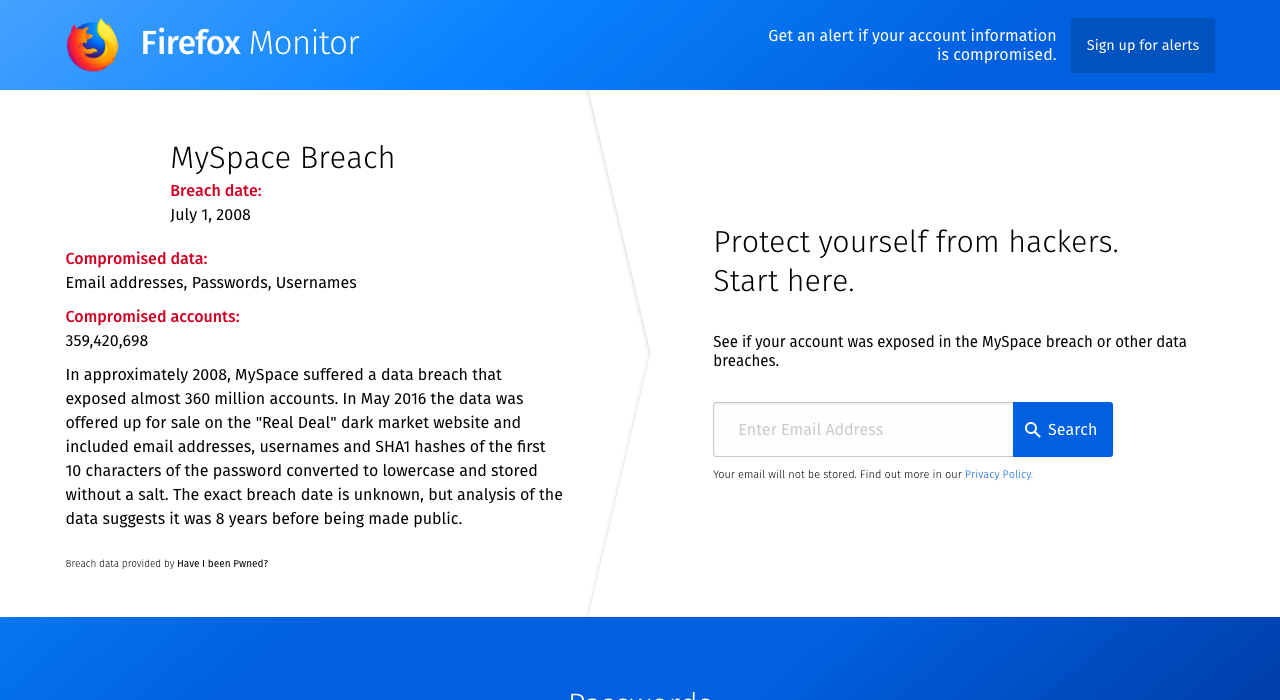 Firefox Monitor
Get an alert if your account information
is compromised.
Sign up for alerts
MySpace Breach
Breach date:
July 1, 2008
Compromised data:
Email addresses, Passwords, Usernames
Compromised accounts:
359,420,698
In approximately 2008, MySpace suffered a data breach that
exposed almost 360 million accounts. In May 2016 the data was
offered up for sale on the "Real Deal" dark market website and
included email addresses, usernames and SHA1 hashes of the first
10 characters of the password converted to lowercase and stored
without a salt. The exact breach date is unknown, but analysis of the
data suggests it was 8 years before being made public.
Breach data provided by Have I been Pwned?
Protect yourself from hackers.
Start here.
See if your account was exposed in the MySpace breach or other data
breaches.
Enter Email Address
Search
Your email will not be stored. Find out more in our Privacy Policy.
Passwords